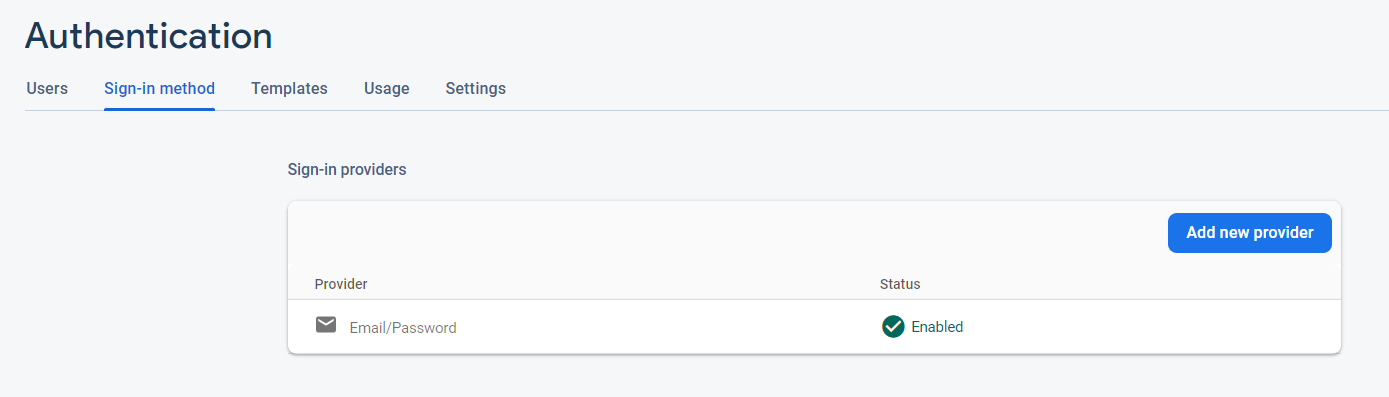 Authentication
Users Sign-in method Templates Usage Settings
Sign-in providers
Add new provider
Provider Status
Email/Password Enabled